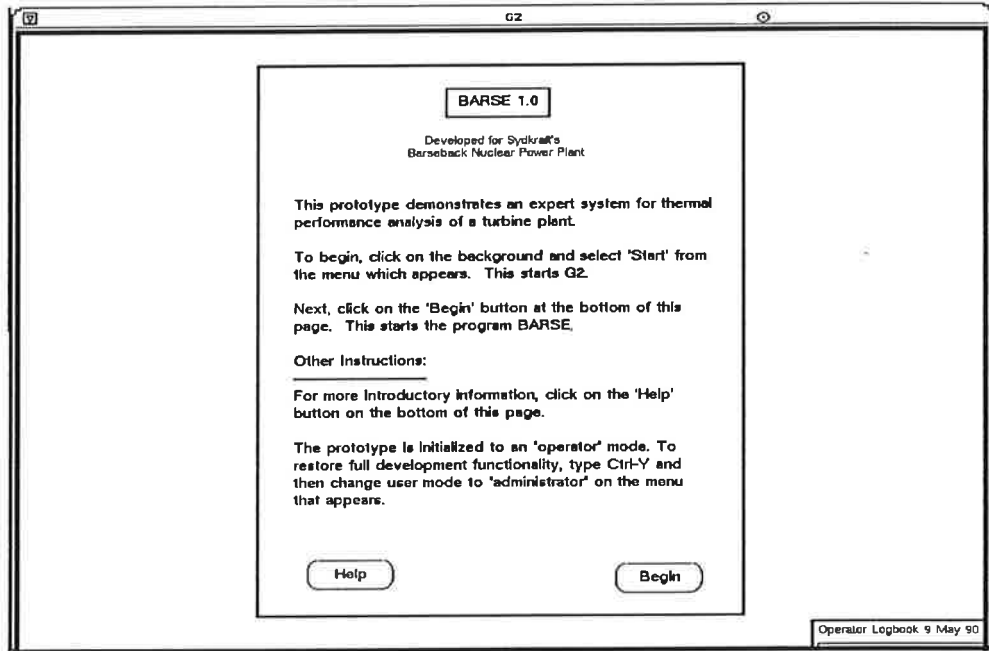 G2
BARSE 1.0
Developed for Sydkraft's
Barseback Nuclear Power Plant
This prototype demonstrates an expert system for thermal
performance analysis of a turbine plant.
To begin, click on the background and select 'Start' from
the menu which appears. This starts G2.
Next, click on the 'Begin' button at the bottom of this
page. This starts the program BARSE.
Other Instructions:
For more Introductory information, click on the 'Help'
button on the bottom of this page.
The prototype is initialized to an 'operator' mode. To
restore full development functionality, type Ctrl-Y and
then change user mode to 'administrator' on the menu
that appears.
Help
Begin
Operator Logbook 9 May 90